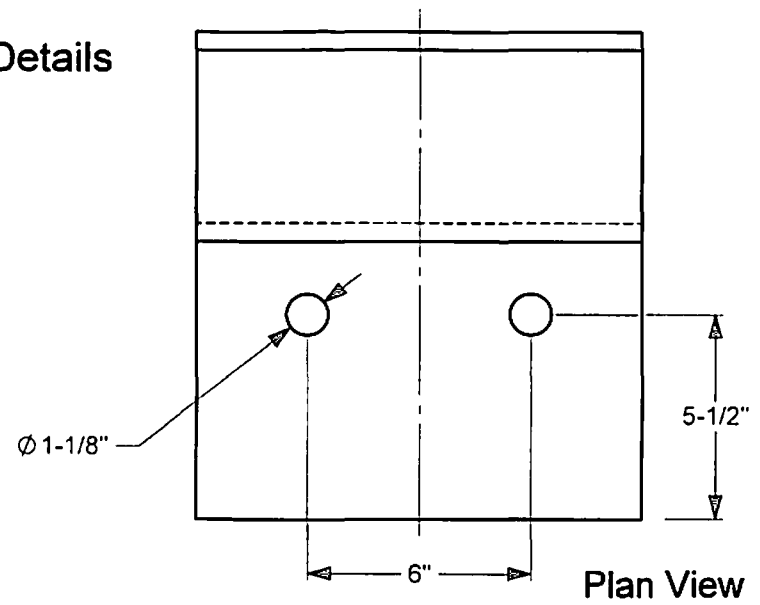 Details
5-1/2"
Ø 1-1/8"
6"
Plan View